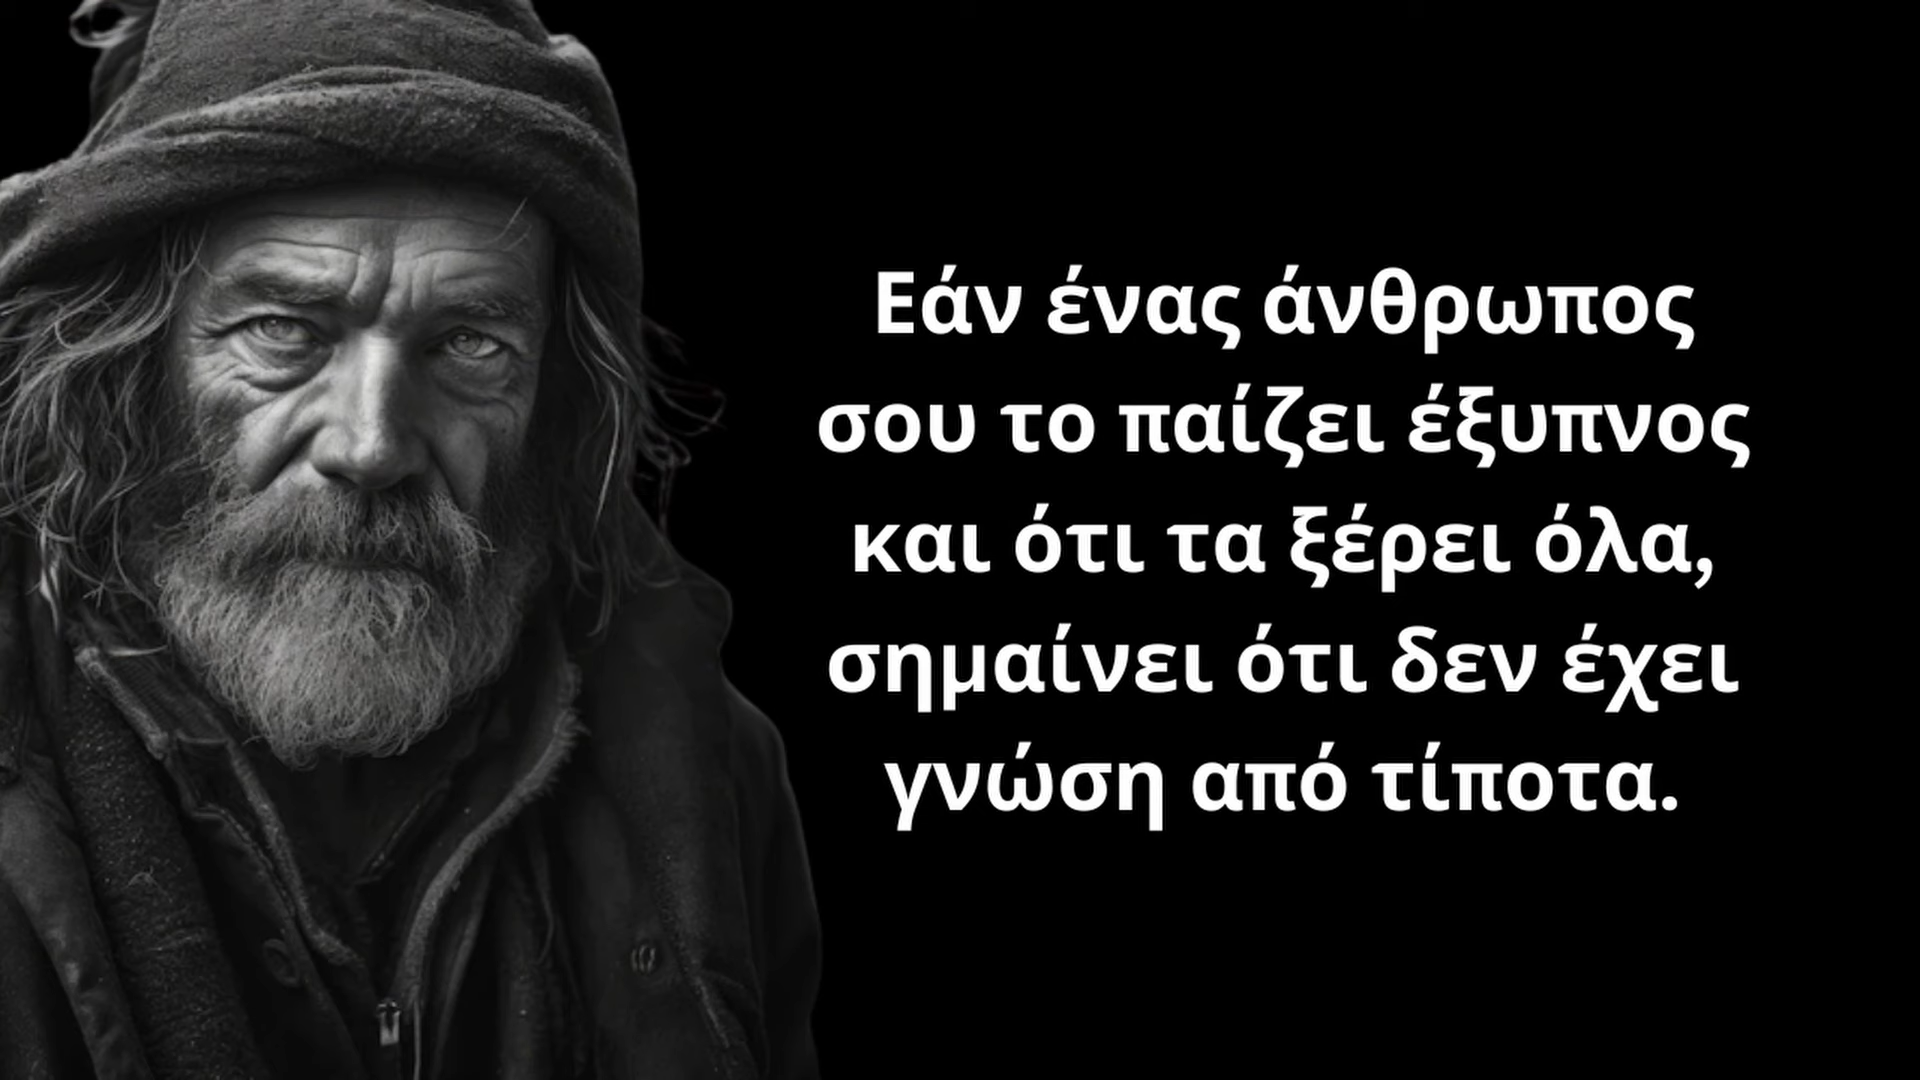 Εάν ένας άνθρωπος
σου το παίζει έξυπνος
και ότι τα ξέρει όλα,
σημαίνει ότι δεν έχει
γνώση από τίποτα.